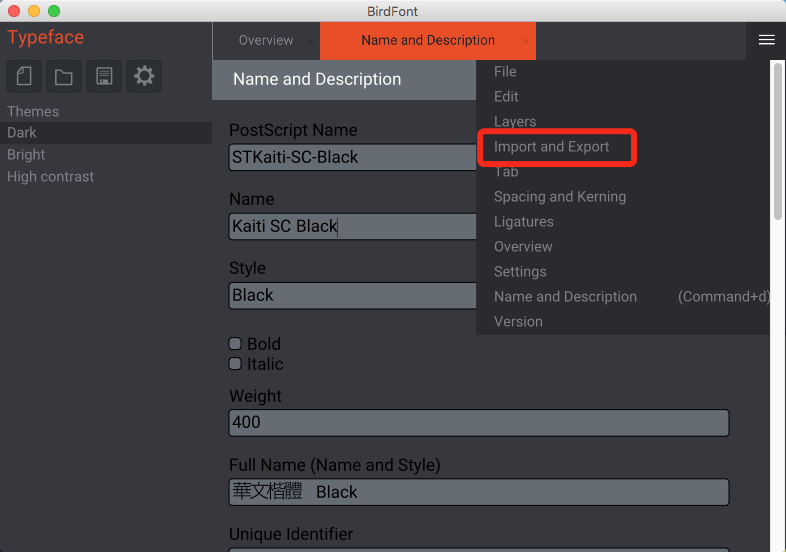 BirdFont
Typeface
Overview ×
Name and Description ×
Themes
Dark
Bright
High contrast
Name and Description
PostScript Name
STKaiti-SC-Black
Name
Kaiti SC Black
Style
Black
Bold
Italic
Weight
400
Full Name (Name and Style)
華文楷體 Black
Unique Identifier
File
Edit
Layers
Import and Export
Tab
Spacing and Kerning
Ligatures
Overview
Settings
Name and Description (Command+d)
Version